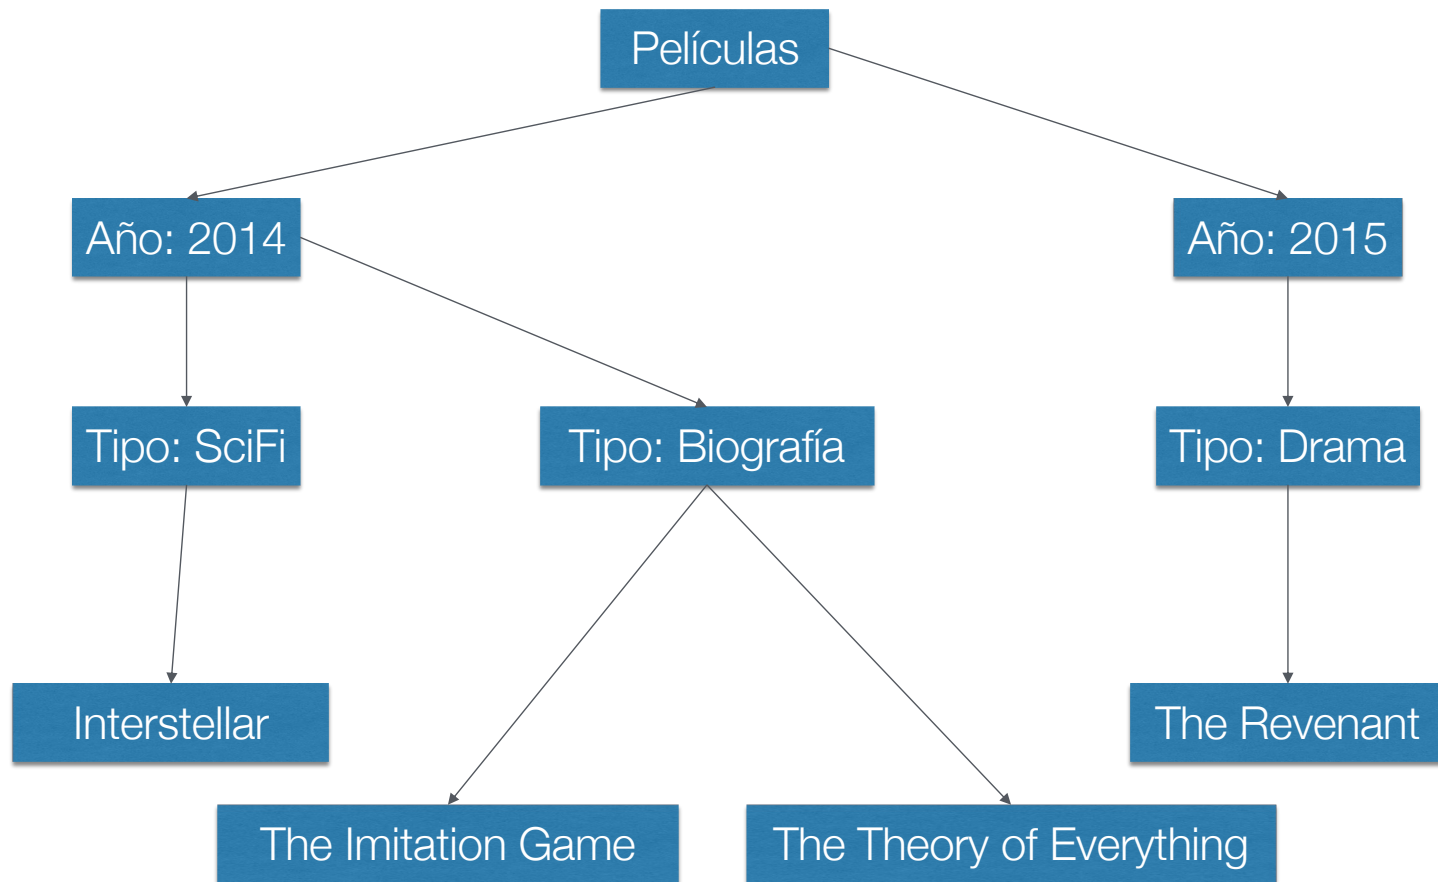 Películas
Año: 2014
Año: 2015
Tipo: SciFi
Tipo: Biografía
Tipo: Drama
Interstellar
The Revenant
The Imitation Game
The Theory of Everything